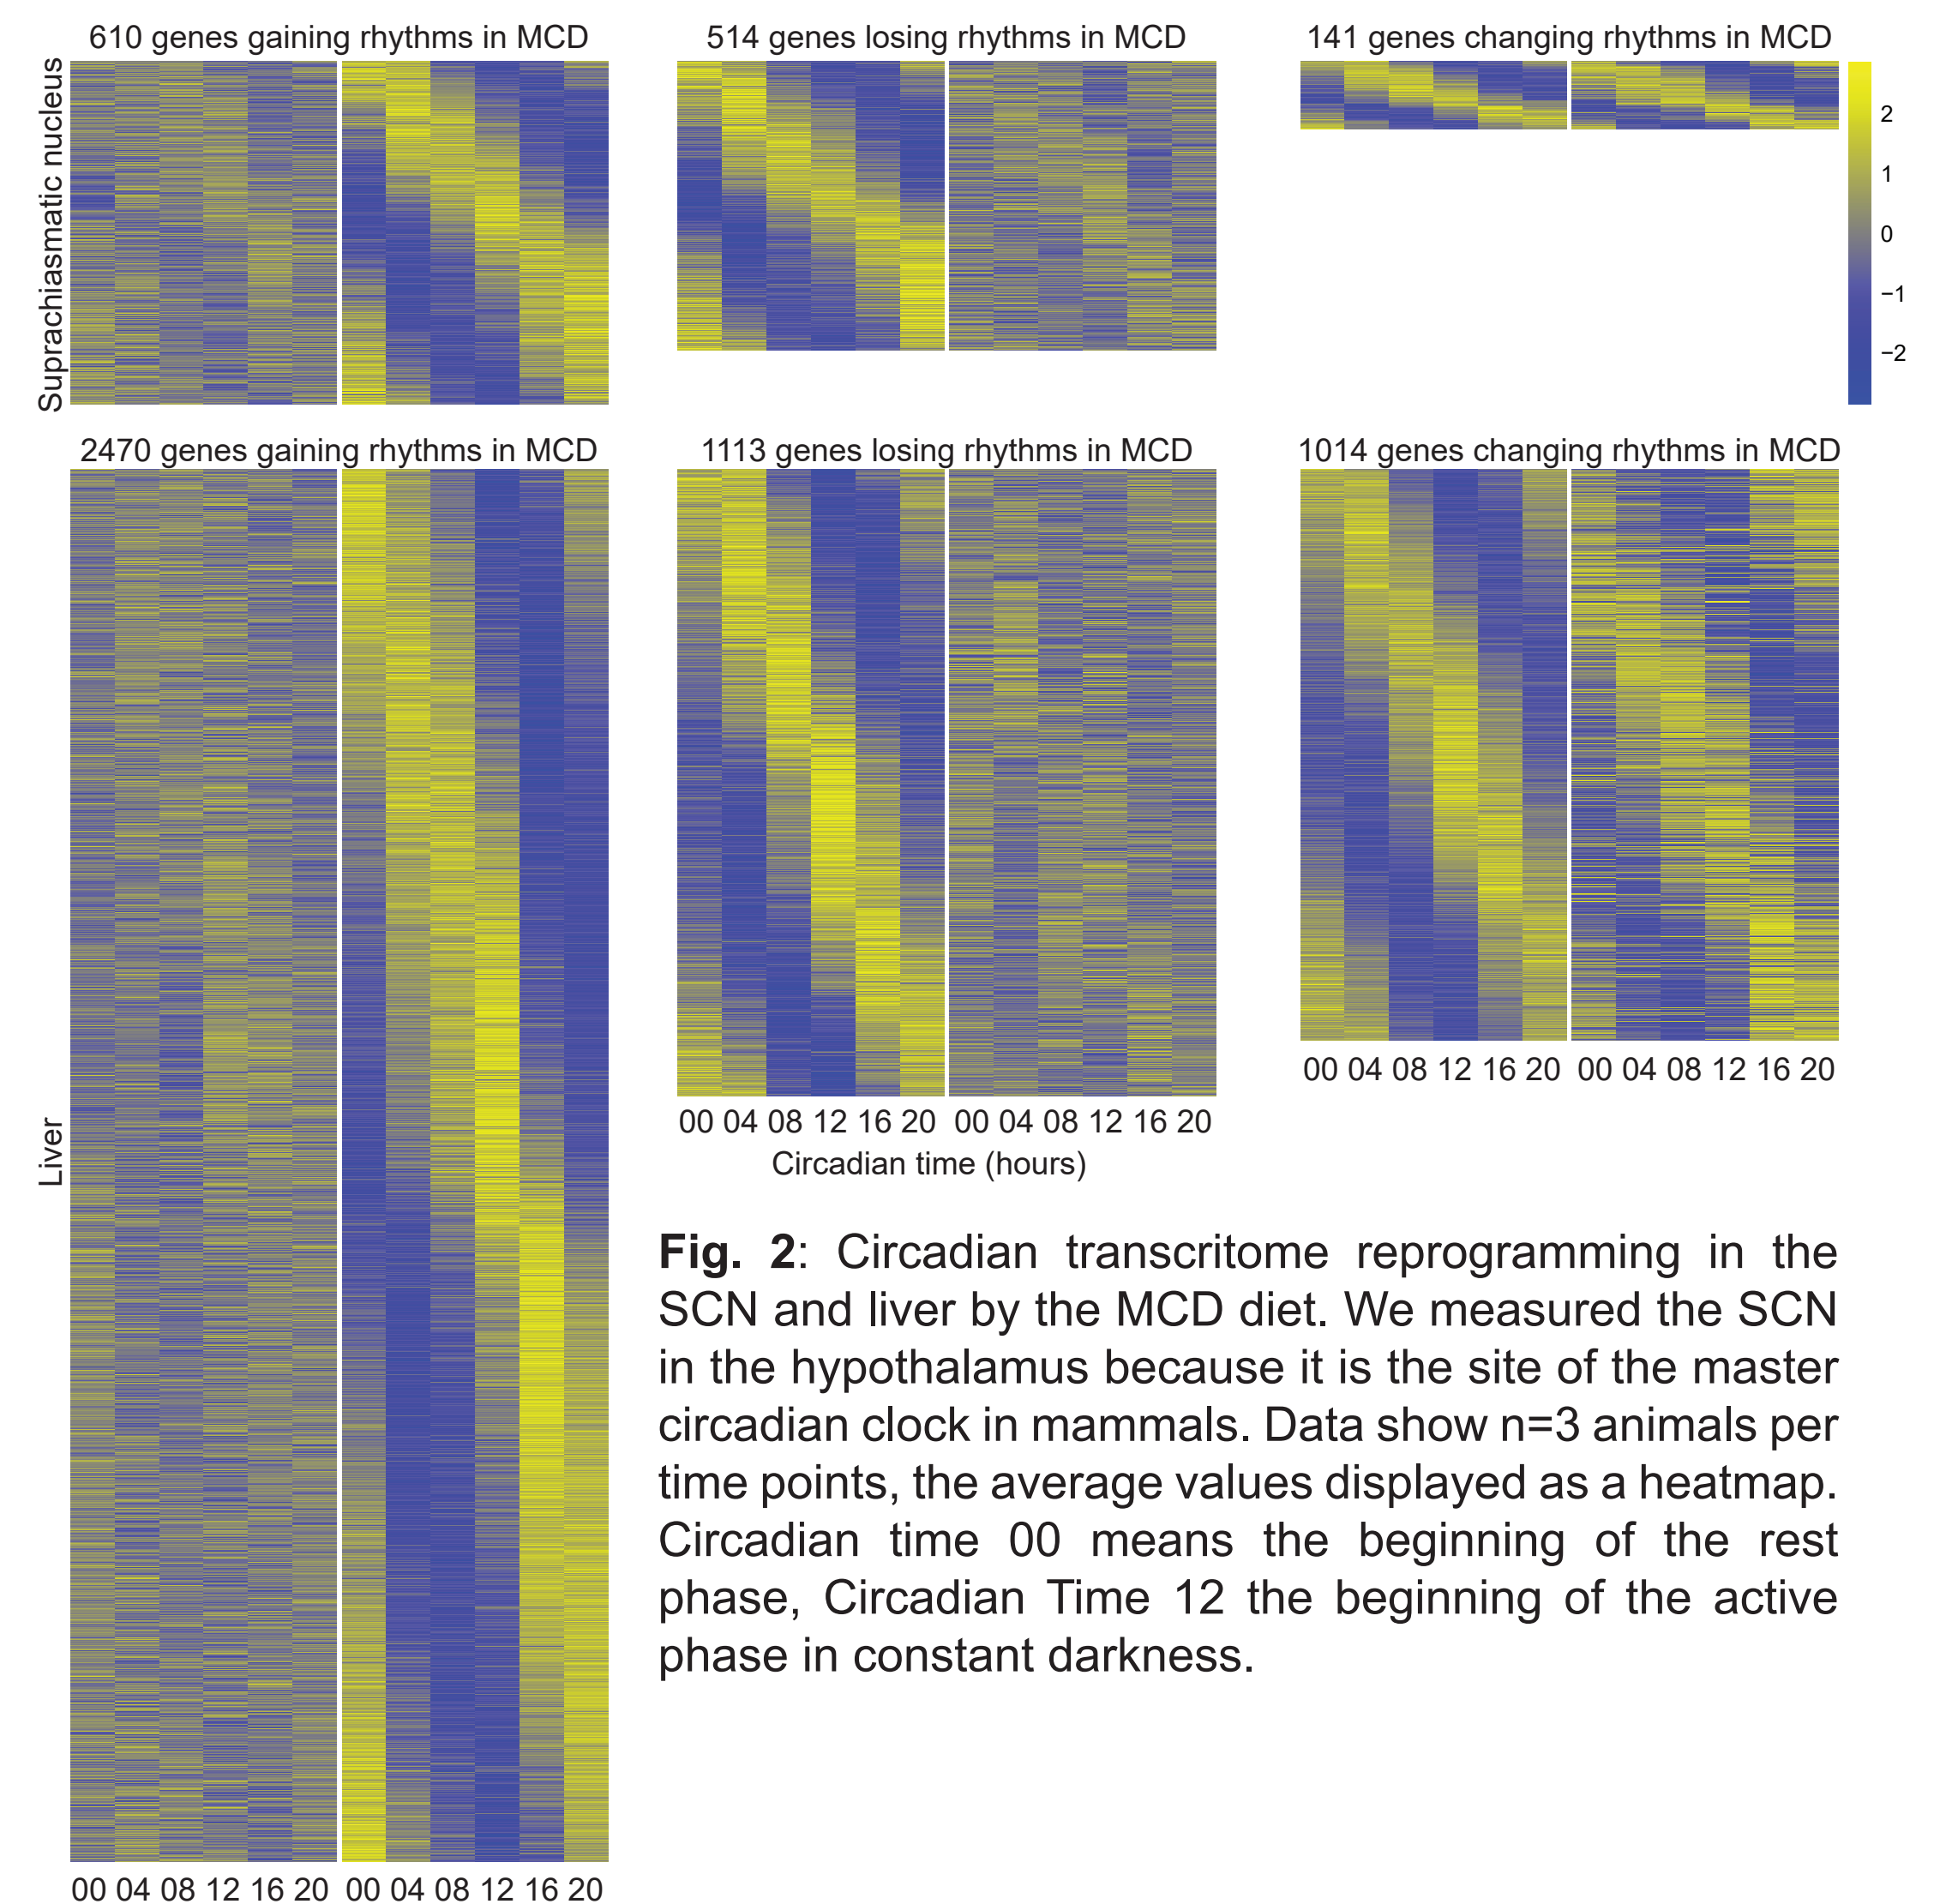 610 genes gaining rhythms in MCD
514 genes losing rhythms in MCD
141 genes changing rhythms in MCD
Suprachiasmatic nucleus
2
1
0
−1
−2
2470 genes gaining rhythms in MCD
1113 genes losing rhythms in MCD
1014 genes changing rhythms in MCD
Liver
00 04 08 12 16 20 00 04 08 12 16 20
00 04 08 12 16 20 00 04 08 12 16 20
Circadian time (hours)
Fig. 2: Circadian transcritome reprogramming in the
SCN and liver by the MCD diet. We measured the SCN
in the hypothalamus because it is the site of the master
circadian clock in mammals. Data show n=3 animals per
time points, the average values displayed as a heatmap.
Circadian time 00 means the beginning of the rest
phase, Circadian Time 12 the beginning of the active
phase in constant darkness.
00 04 08 12 16 20 00 04 08 12 16 20